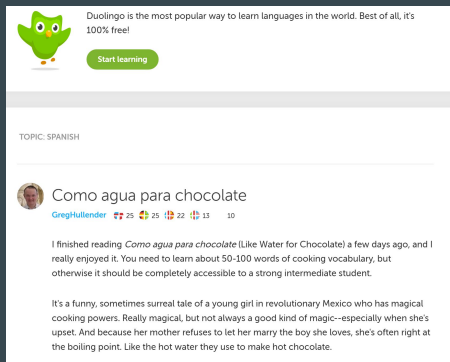 Duolingo is the most popular way to learn languages in the world. Best of all, it's
100% free!
Start learning
TOPIC: SPANISH
Como agua para chocolate
GregHullender 25 25 22 13 10
I finished reading Como agua para chocolate (Like Water for Chocolate) a few days ago, and I
really enjoyed it. You need to learn about 50-100 words of cooking vocabulary, but
otherwise it should be completely accessible to a strong intermediate student.
It's a funny, sometimes surreal tale of a young girl in revolutionary Mexico who has magical
cooking powers. Really magical, but not always a good kind of magic--especially when she's
upset. And because her mother refuses to let her marry the boy she loves, she's often right at
the boiling point. Like the hot water they use to make hot chocolate.